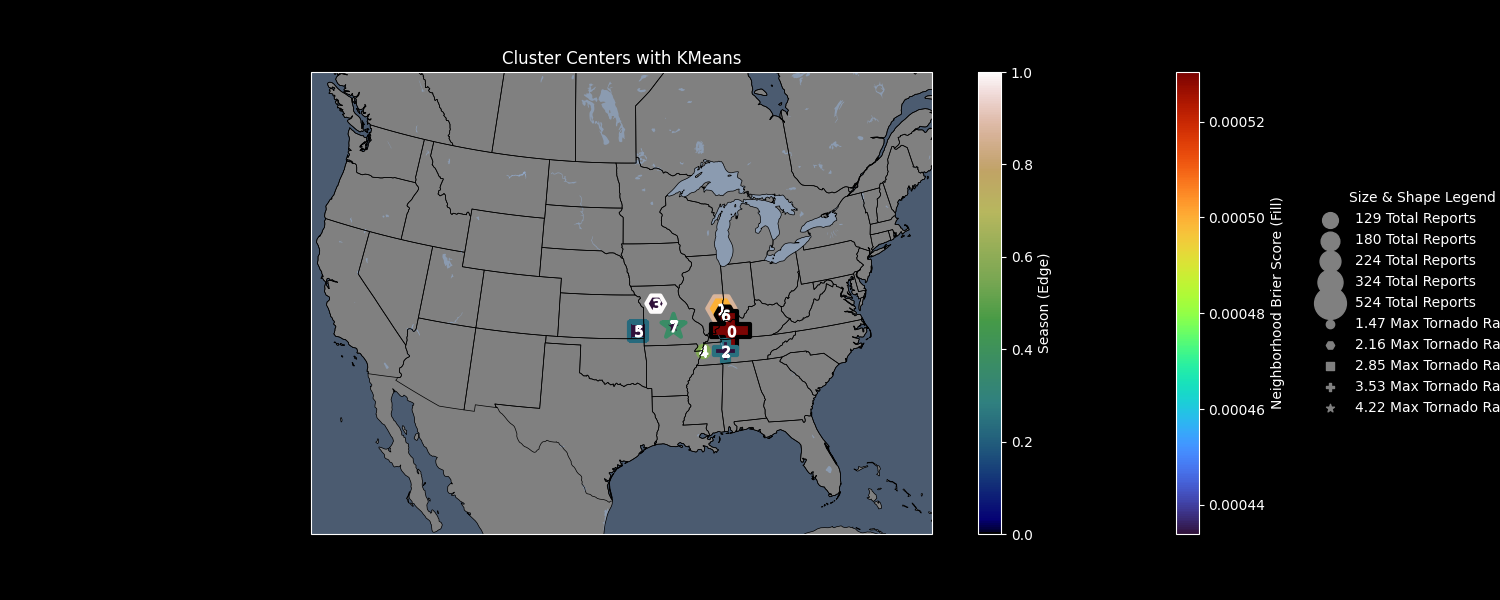 Cluster Centers with KMeans
3
6
5
7
0
4
2
1.0
0.8
0.6
0.4
0.2
0.0
Season (Edge)
0.00052
0.00050
0.00048
0.00046
0.00044
Neighborhood Brier Score (Fill)
Size & Shape Legend
129 Total Reports
180 Total Reports
224 Total Reports
324 Total Reports
524 Total Reports
1.47 Max Tornado Ra
2.16 Max Tornado Ra
2.85 Max Tornado Ra
3.53 Max Tornado Ra
4.22 Max Tornado Ra